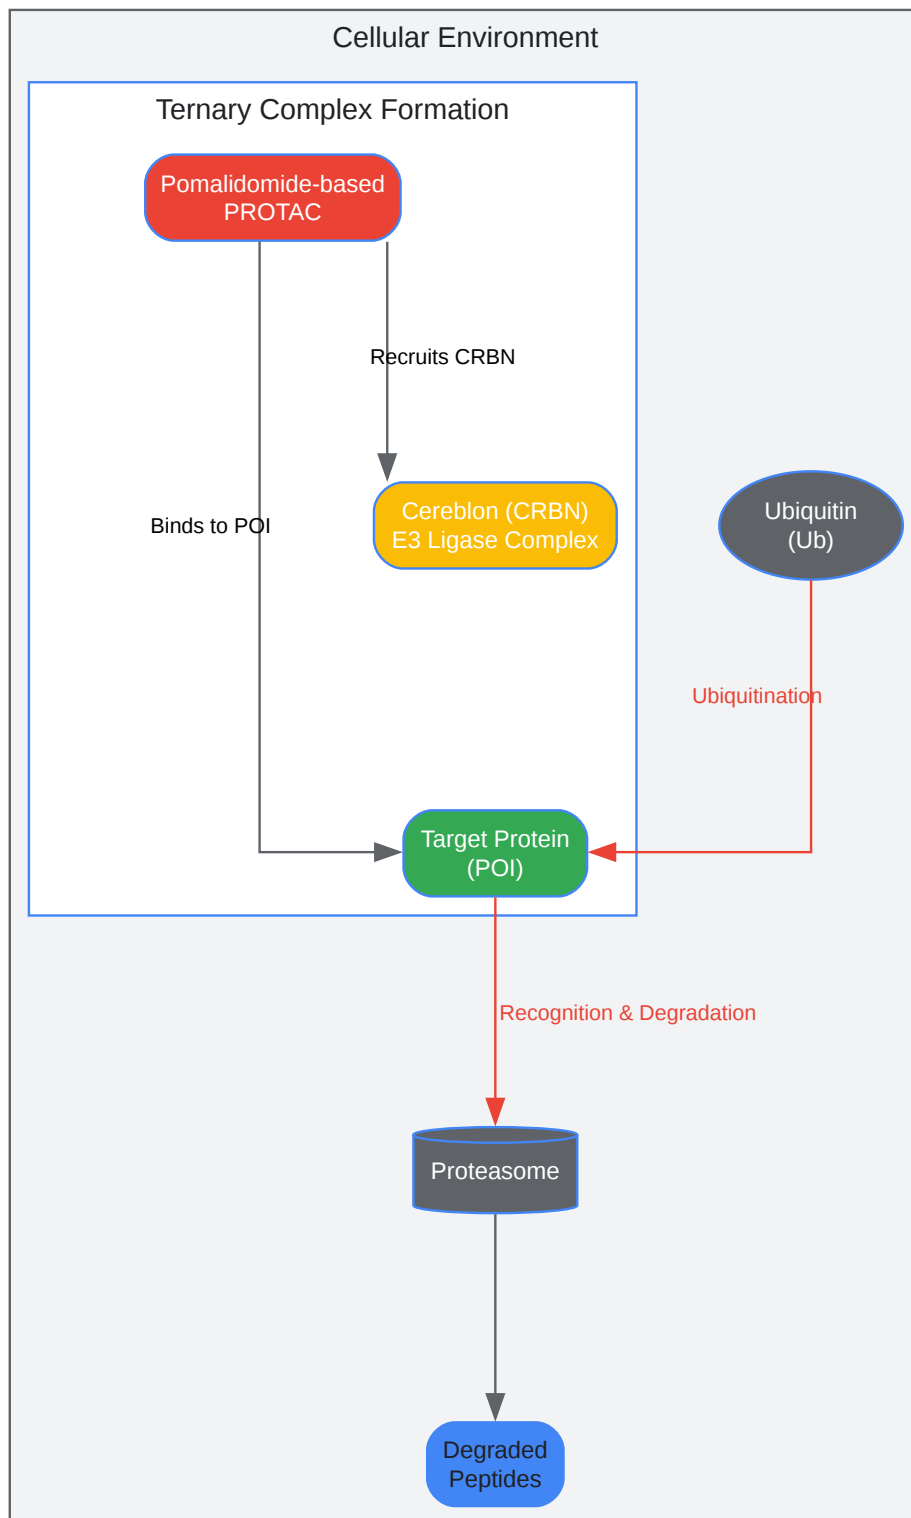 Cellular Environment
Ternary Complex Formation
Pomalidomide-based
PROTAC
Recruits CRBN
Cereblon (CRBN)
E3 Ligase Complex
Binds to POI
Ubiquitin
(Ub)
Ubiquitination
Target Protein
(POI)
Recognition & Degradation
Proteasome
Degraded
Peptides